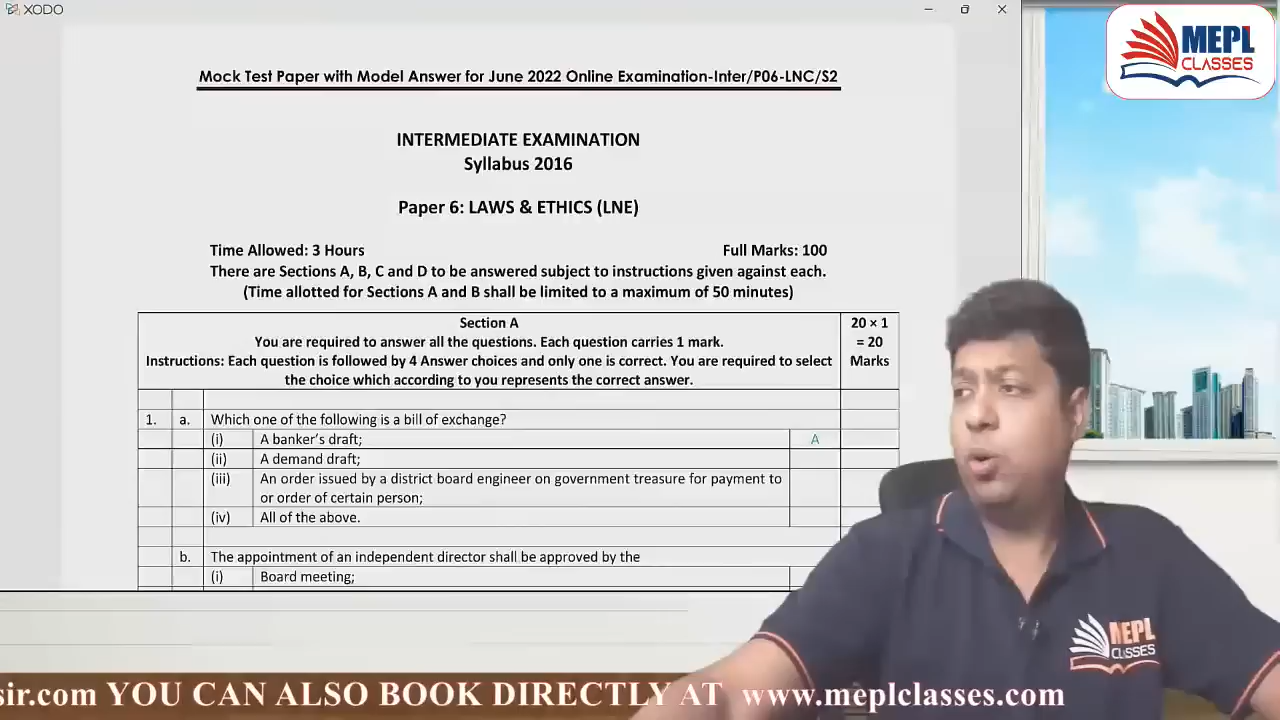 XODO
MEPL
CLASSES
Mock Test Paper with Model Answer for June 2022 Online Examination-Inter/P06-LNC/S2
INTERMEDIATE EXAMINATION
Syllabus 2016
Paper 6: LAWS & ETHICS (LNE)
Time Allowed: 3 Hours Full Marks: 100
There are Sections A, B, C and D to be answered subject to instructions given against each.
(Time allotted for Sections A and B shall be limited to a maximum of 50 minutes)
Section A 20 × 1
You are required to answer all the questions. Each question carries 1 mark. = 20
Instructions: Each question is followed by 4 Answer choices and only one is correct. You are required to select Marks
the choice which according to you represents the correct answer.
1. a. Which one of the following is a bill of exchange?
(i) A banker's draft; A
(ii) A demand draft;
(iii) An order issued by a district board engineer on government treasure for payment to
or order of certain person;
(iv) All of the above.
b. The appointment of an independent director shall be approved by the
(i) Board meeting;
MEPL
CLASSES
sir.com YOU CAN ALSO BOOK DIRECTLY AT www.meplclasses.com